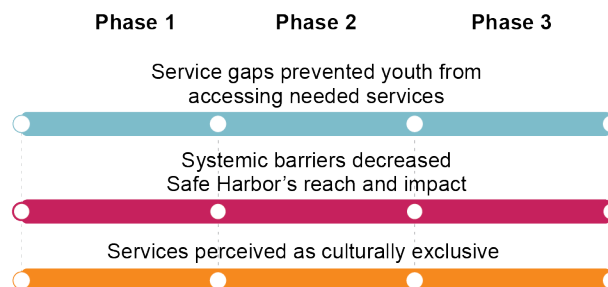 Phase 1 Phase 2 Phase 3
Service gaps prevented youth from
accessing needed services
Systemic barriers decreased
Safe Harbor’s reach and impact
Services perceived as culturally exclusive